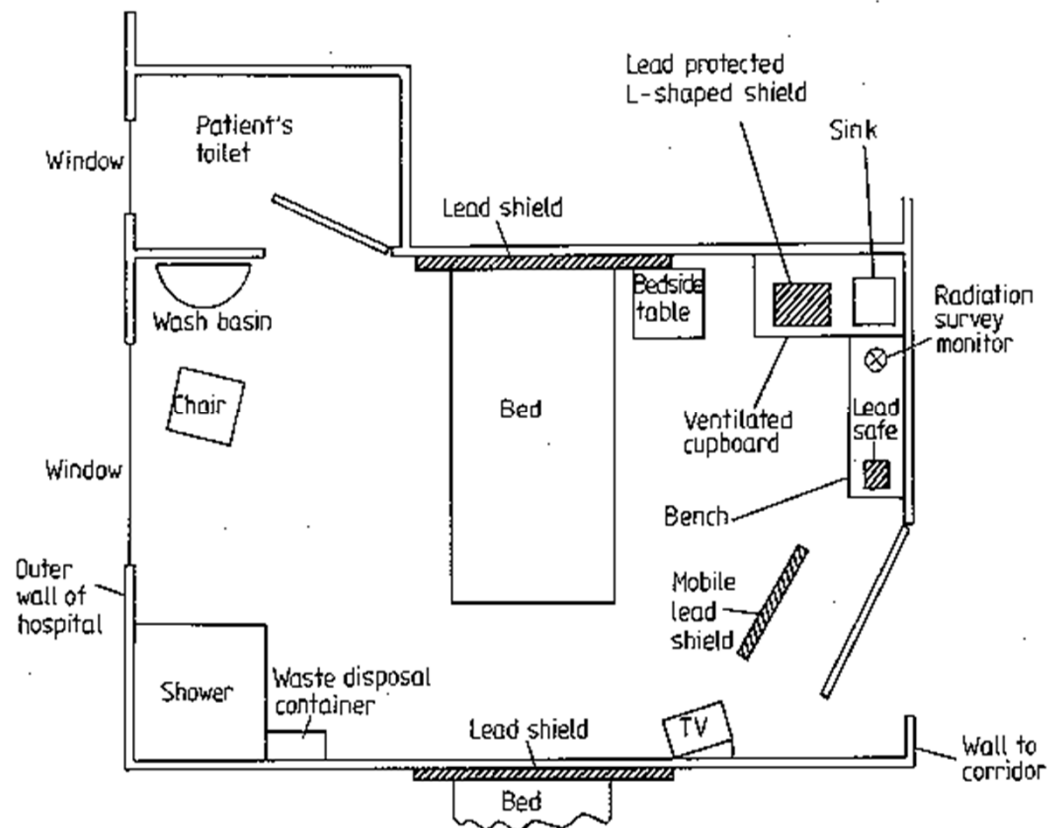 Lead protected
L-shaped shield
Sink
Patient's
toilet
Window
Lead shield
Bedside
table
Radiation
survey
monitor
Wash basin
Chair
Bed
Ventilated
cupboard
Lead
safe
Window
Bench
Outer
wall of
hospital
Mobile
lead
shield
Shower
Waste disposal
container
Lead shield
TV
Wall to
corridor
Bed